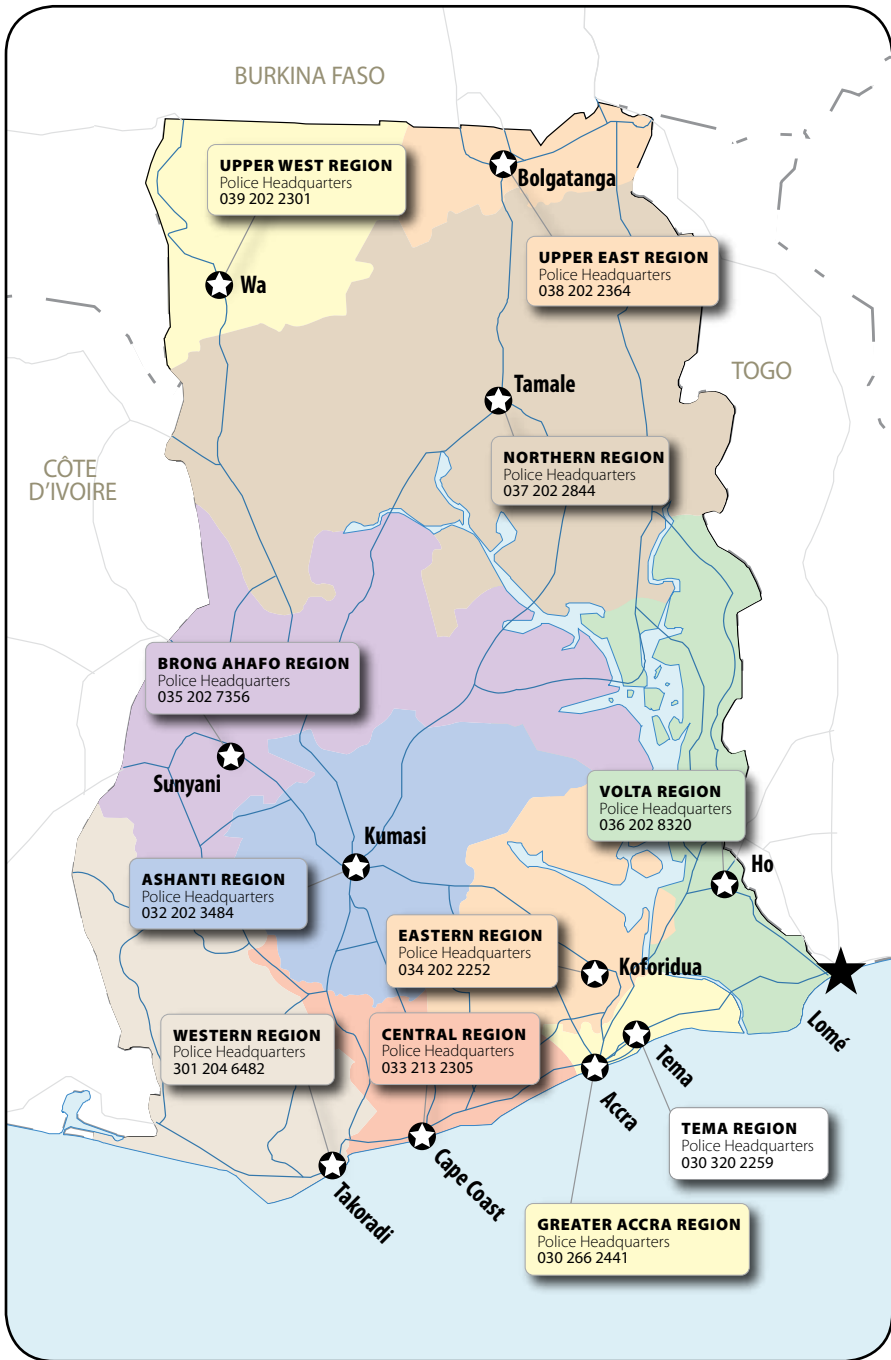 BURKINA FASO
UPPER WEST REGION
Police Headquarters
039 202 2301
Bolgatanga
UPPER EAST REGION
Police Headquarters
038 202 2364
Wa
TOGO
Tamale
CÔTE
D'IVOIRE
NORTHERN REGION
Police Headquarters
037 202 2844
BRONG AHAFO REGION
Police Headquarters
035 202 7356
Sunyani
VOLTA REGION
Police Headquarters
036 202 8320
Kumasi
Ho
ASHANTI REGION
Police Headquarters
032 202 3484
EASTERN REGION
Police Headquarters
034 202 2252
Koforidua
Lomé
WESTERN REGION
Police Headquarters
301 204 6482
CENTRAL REGION
Police Headquarters
033 213 2305
Tema
Accra
TEMA REGION
Police Headquarters
030 320 2259
Cape Coast
Takoradi
GREATER ACCRA REGION
Police Headquarters
030 266 2441